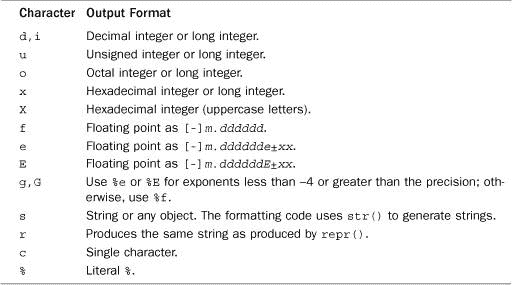 Character Output Format
d,i Decimal integer or long integer.
u Unsigned integer or long integer.
o Octal integer or long integer.
x Hexadecimal integer or long integer.
X Hexadecimal integer (uppercase letters).
f Floating point as [-]m.dddddd.
e Floating point as [-]m.dddddde±xx.
E Floating point as [-]m.ddddddE±xx.
g,G Use %e or %E for exponents less than –4 or greater than the precision; oth-
erwise, use %f.
s String or any object. The formatting code uses str() to generate strings.
r Produces the same string as produced by repr().
c Single character.
% Literal %.